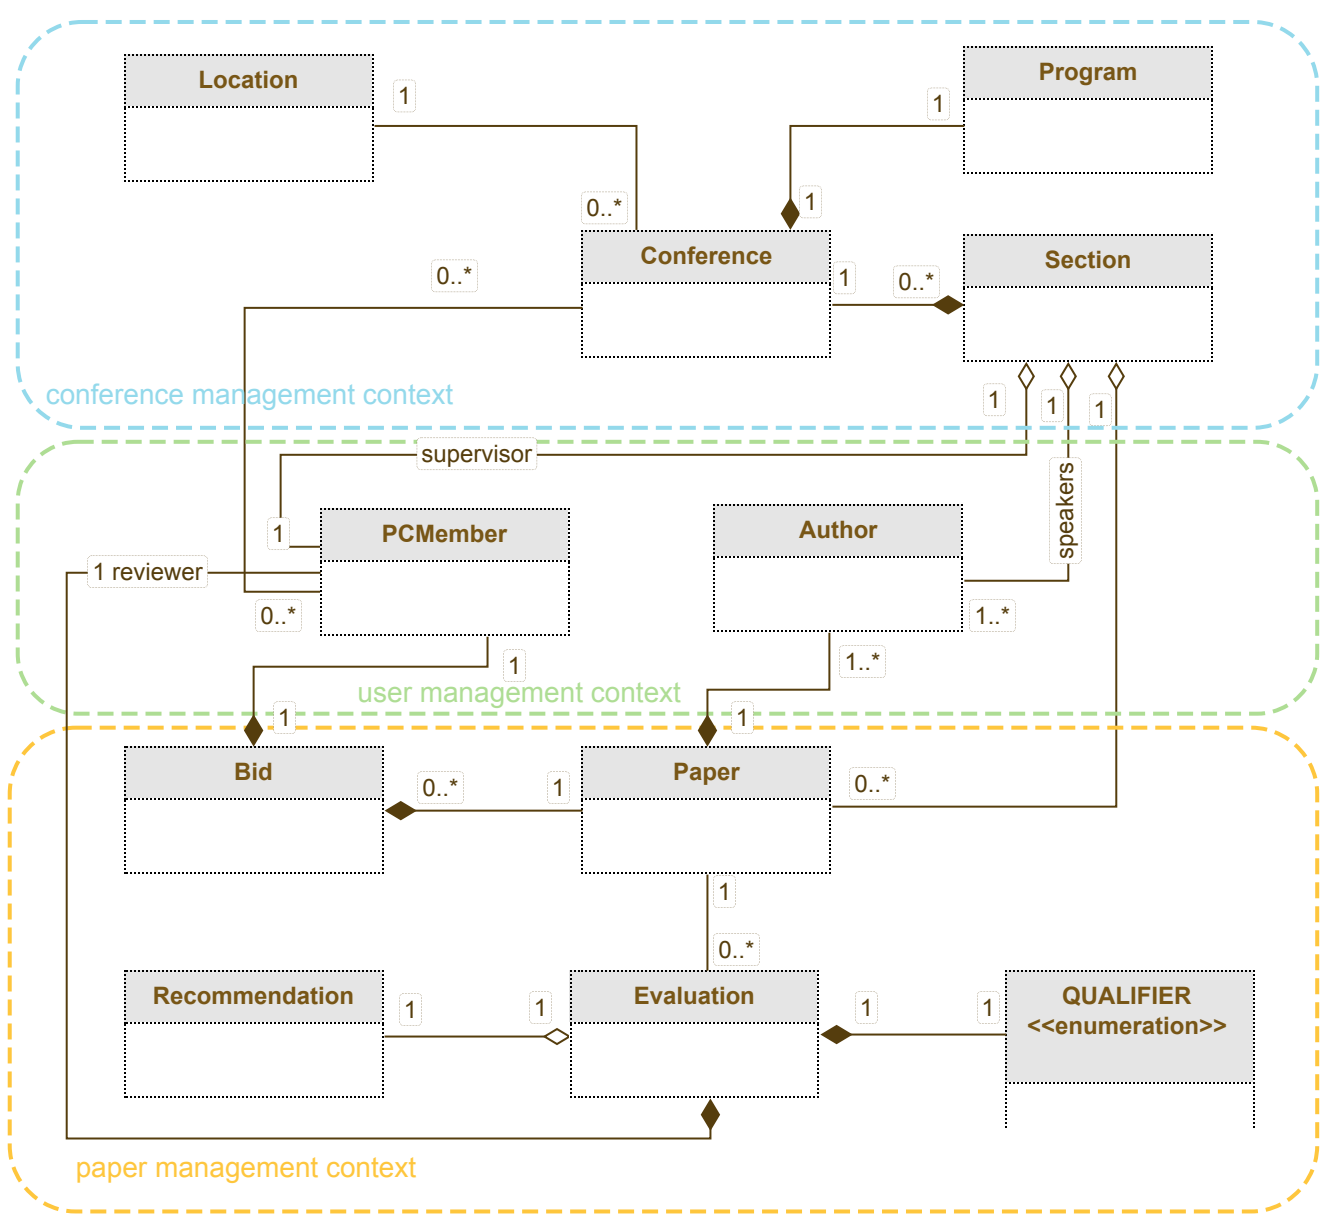 Location
1
Program
1
0..*
1
Conference
Section
0..*
1
0..*
conference management context
1
1
1
supervisor
speakers
1
PCMember
Author
1 reviewer
0..*
1..*
1
1..*
user management context
1
1
Bid
Paper
0..*
1
0..*
1
0..*
Recommendation
1
1
Evaluation
1
1
QUALIFIER
<<enumeration>>
paper management context